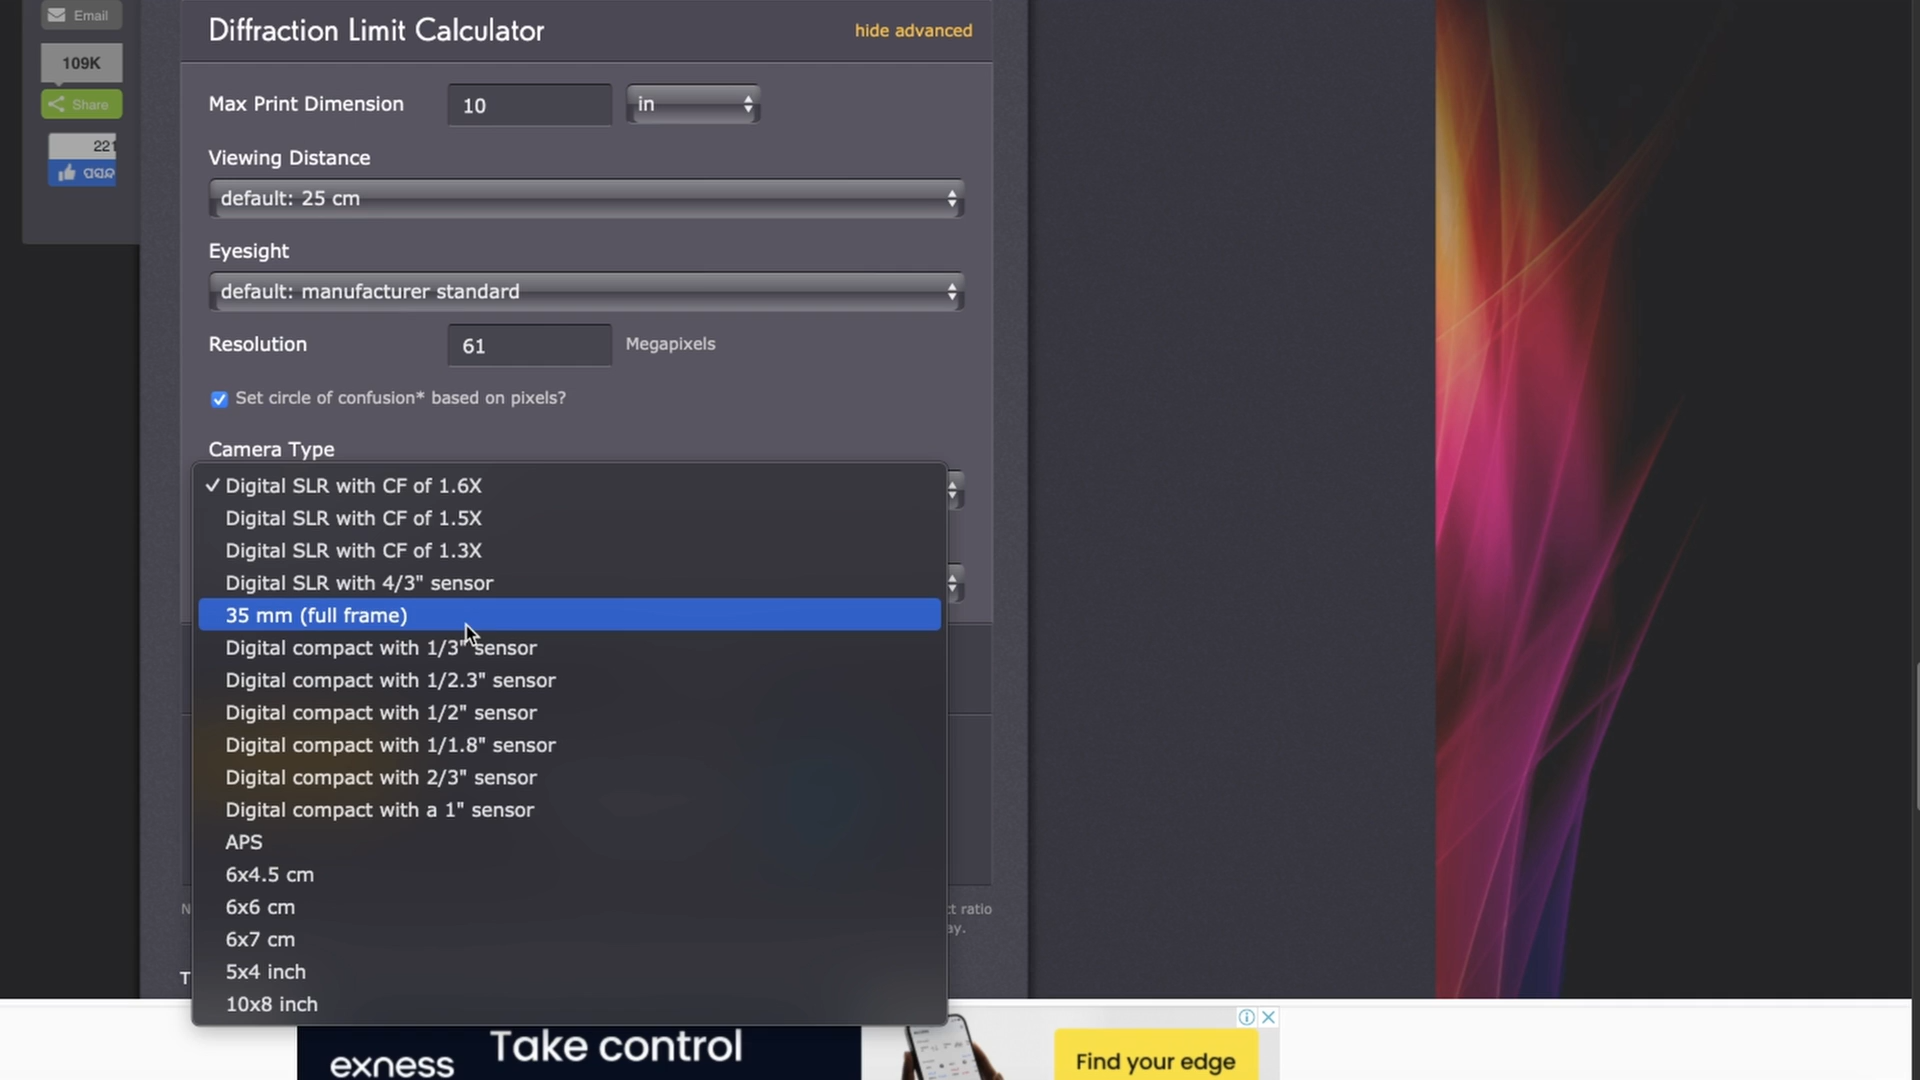 Email
Diffraction Limit Calculator
hide advanced
109K
Share
Max Print Dimension 10 in
221
Viewing Distance
default: 25 cm
Eyesight
default: manufacturer standard
Resolution 61 Megapixels
Set circle of confusion* based on pixels?
Camera Type
✓ Digital SLR with CF of 1.6X
Digital SLR with CF of 1.5X
Digital SLR with CF of 1.3X
Digital SLR with 4/3" sensor
35 mm (full frame)
Digital compact with 1/3" sensor
Digital compact with 1/2.3" sensor
Digital compact with 1/2" sensor
Digital compact with 1/1.8" sensor
Digital compact with 2/3" sensor
Digital compact with a 1" sensor
APS
6x4.5 cm
6x6 cm
ratio
6x7 cm
5x4 inch
10x8 inch
Take control
exness
Find your edge